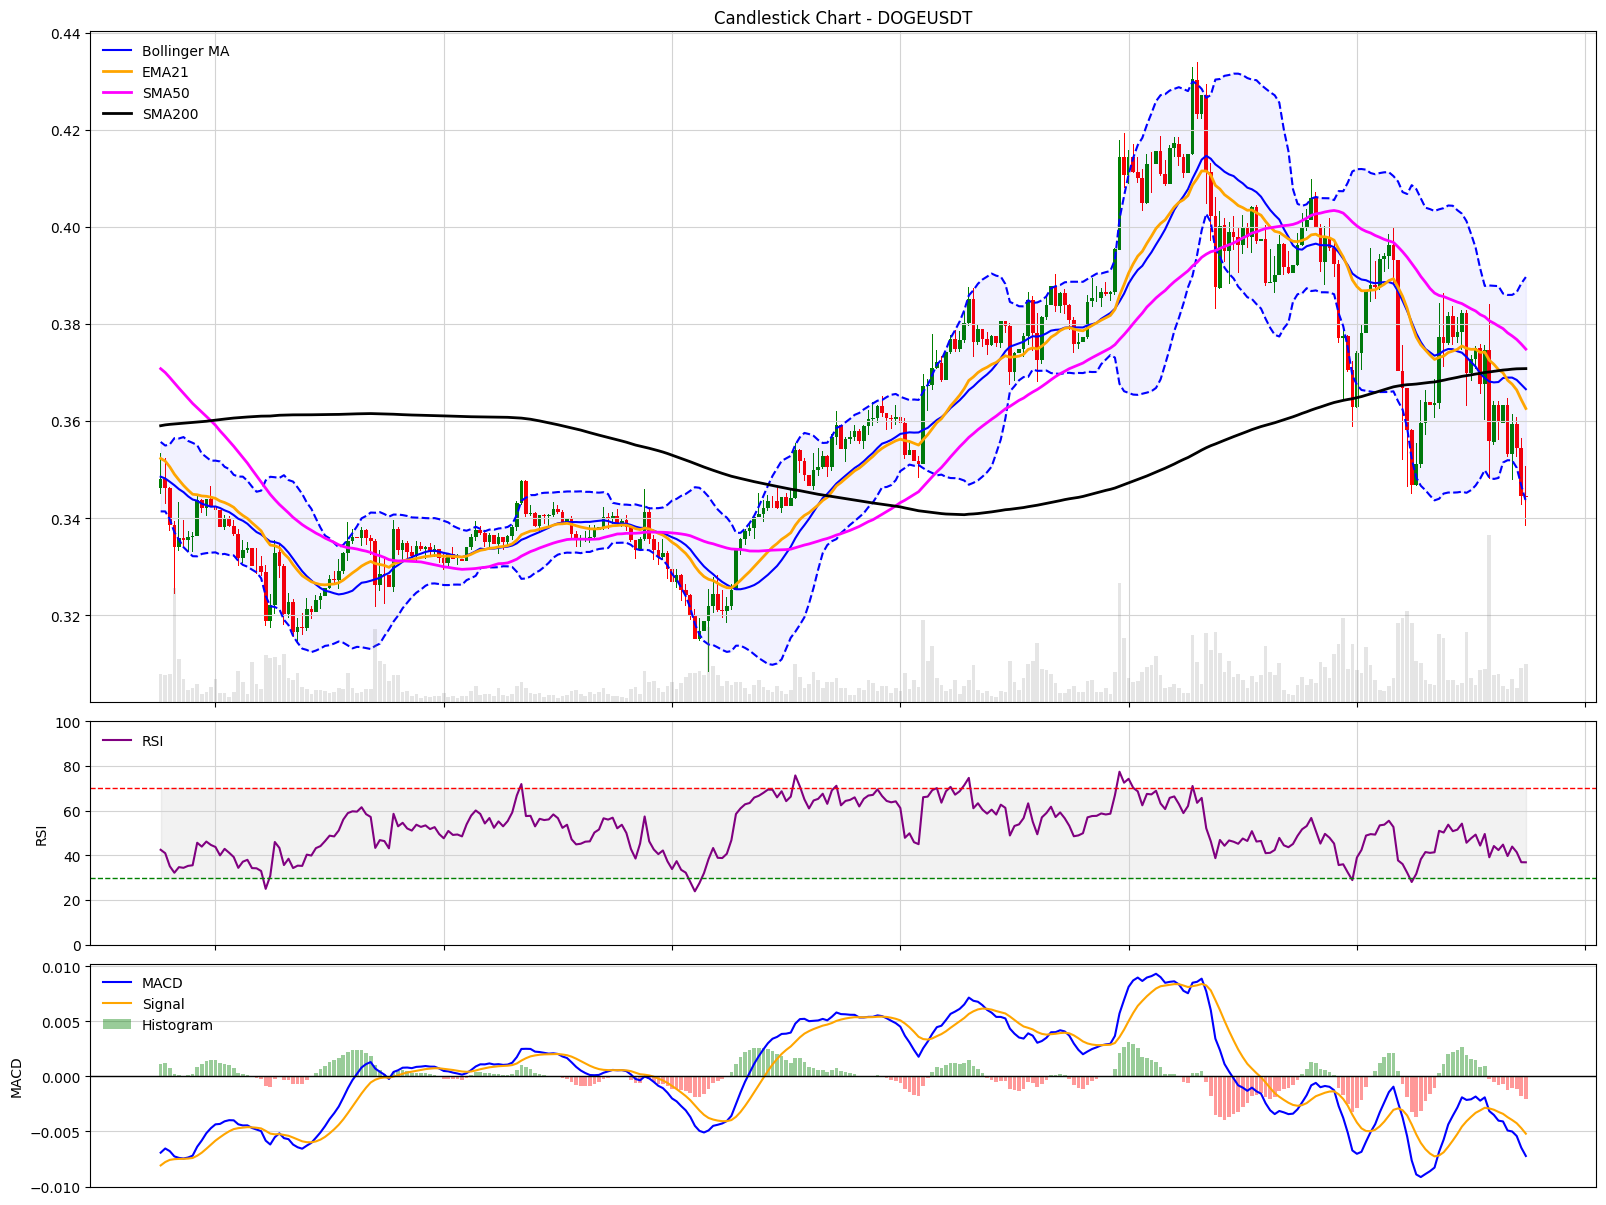 Candlestick Chart - DOGEUSDT
0.44
0.42
0.40
0.38
0.36
0.34
0.32
Bollinger MA
EMA21
SMA50
SMA200
100
80
60
40
20
0
RSI
RSI
0.010
0.005
0.000
−0.005
−0.010
MACD
MACD
Signal
Histogram